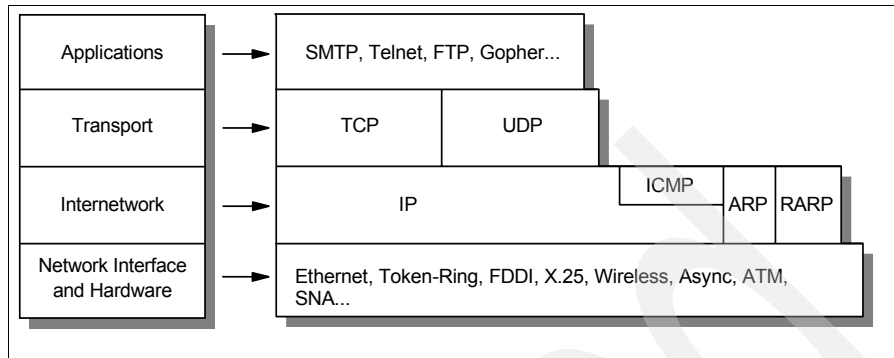 Applications
SMTP, Telnet, FTP, Gopher...
Transport
TCP
UDP
Internetwork
IP
ICMP
ARP
RARP
Network Interface
and Hardware
Ethernet, Token-Ring, FDDI, X.25, Wireless, Async, ATM,
SNA...